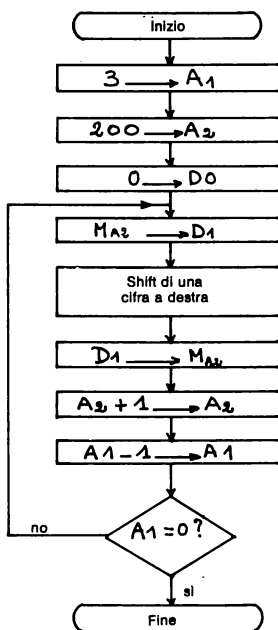 Inizio
3 → A1
200 → A2
0 → D0
MA2 → D1
Shift di una
cifra a destra
D1 → MA2
A2 + 1 → A2
A1 - 1 → A1
A1 = 0 ?
no
sì
Fine